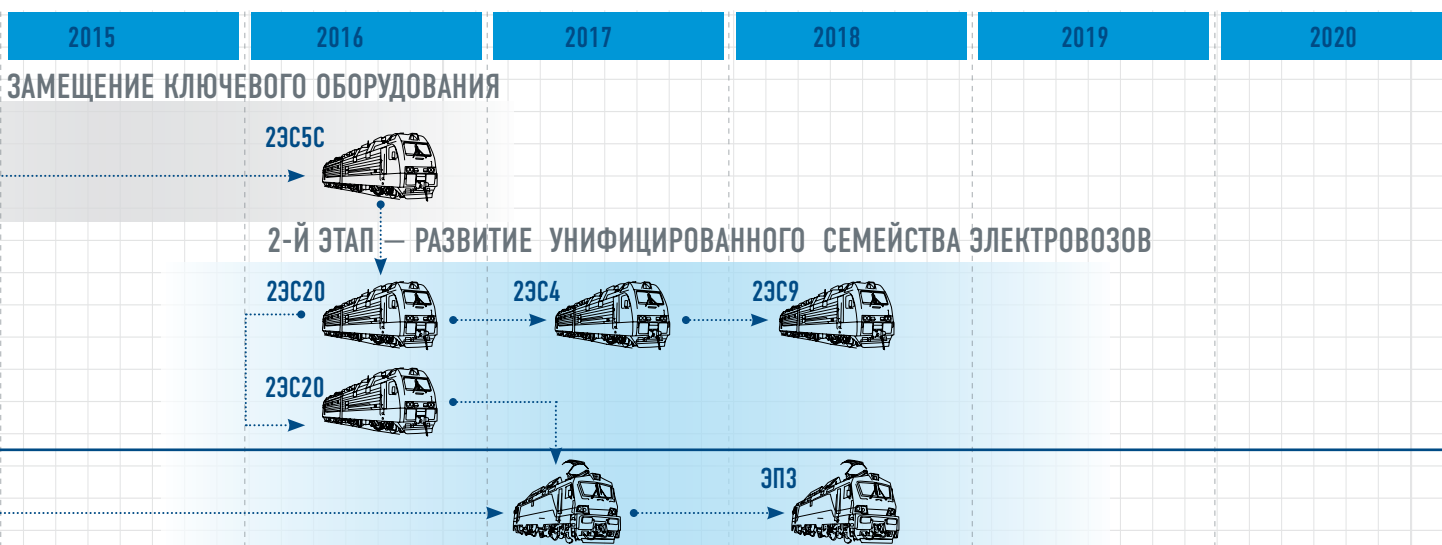 2015 2016 2017 2018 2019 2020
ЗАМЕЩЕНИЕ КЛЮЧЕВОГО ОБОРУДОВАНИЯ
2ЭС5С
2-Й ЭТАП — РАЗВИТИЕ УНИФИЦИРОВАННОГО СЕМЕЙСТВА ЭЛЕКТРОВОЗОВ
2ЭС20 2ЭС4 2ЭС9
2ЭС20
ЭП3